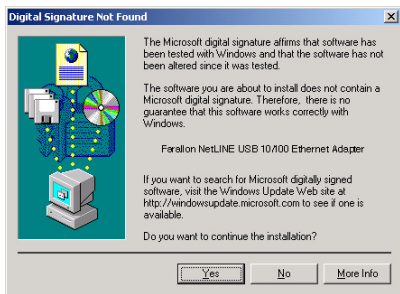 Digital Signature Not Found
The Microsoft digital signature affirms that software has
been tested with Windows and that the software has not
been altered since it was tested.
The software you are about to install does not contain a
Microsoft digital signature. Therefore, there is no
guarantee that this software works correctly with
Windows.
Farallon NetLINE USB 10/100 Ethernet Adapter
If you want to search for Microsoft digitally signed
software, visit the Windows Update Web site at
http://windowsupdate.microsoft.com to see if one is
available.
Do you want to continue the installation?
Yes No More Info